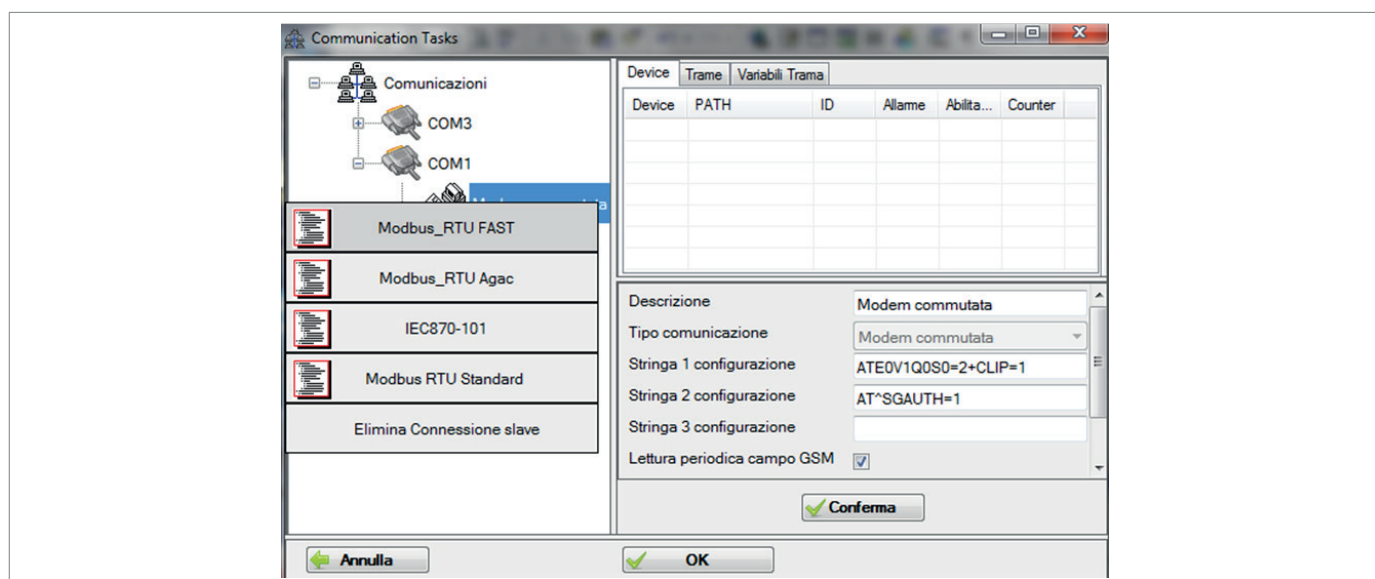 Communication Tasks
Comunicazioni
COM3
COM1
Modbus_RTU FAST
Modbus_RTU Agac
IEC870-101
Modbus RTU Standard
Elimina Connessione slave
Device Trame Variabili Trama
Device PATH ID Allarme Abilita... Counter
Descrizione Modem commutata
Tipo comunicazione Modem commutata
Stringa 1 configurazione ATE0V1Q0S0=2+CLIP=1
Stringa 2 configurazione AT^SGAUTH=1
Stringa 3 configurazione
Lettura periodica campo GSM
Conferma
Annulla OK